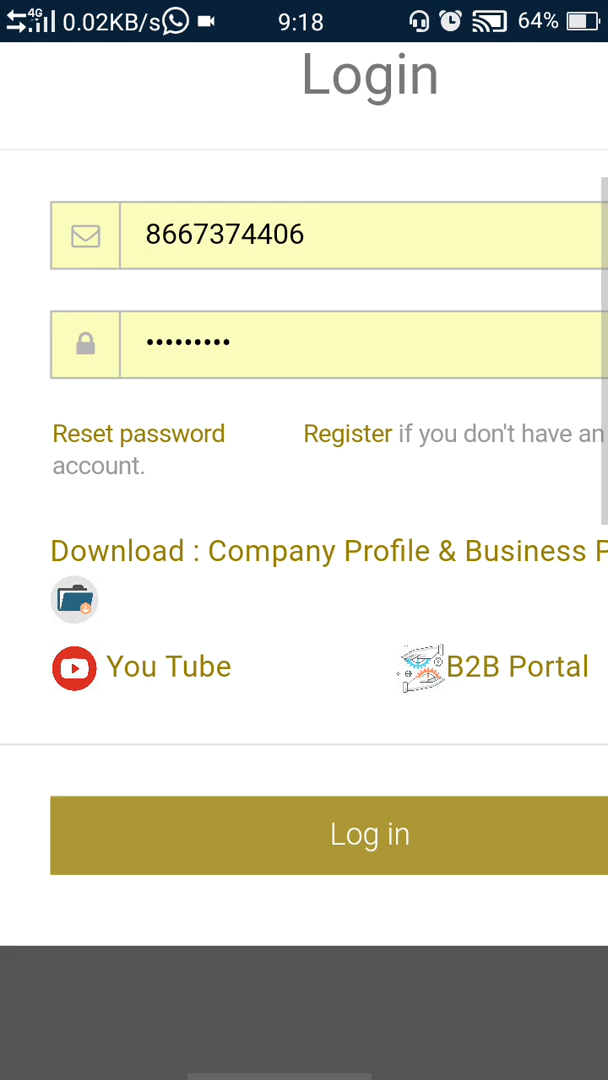 4G 0.02KB/s 9:18 64%
Login
8667374406
•••••••••
Reset password Register if you don't have an
account.
Download : Company Profile & Business P
You Tube B2B Portal
Log in